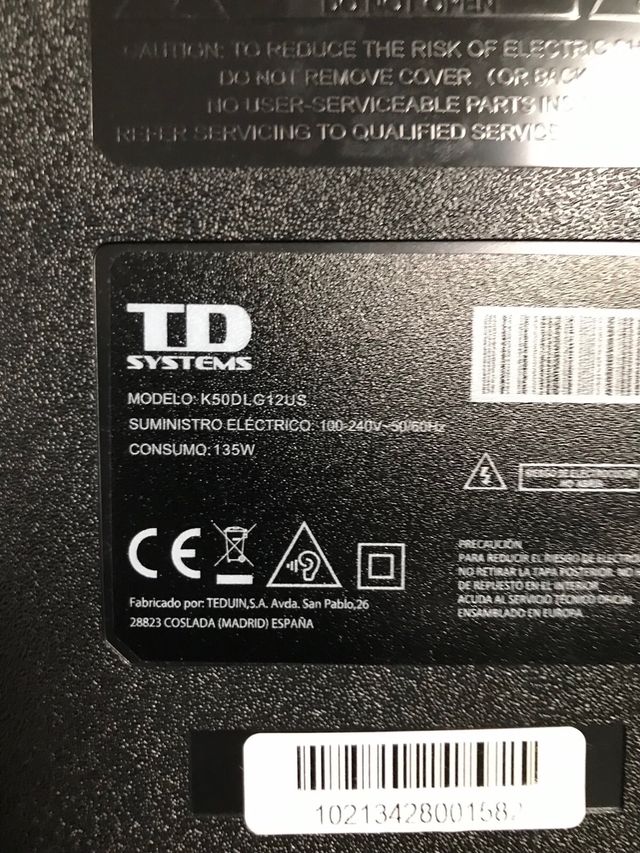 DO NOT OPEN
CAUTION: TO REDUCE THE RISK OF ELECTRIC
DO NOT REMOVE COVER (OR BACK
NO USER-SERVICEABLE PARTS
REFER SERVICING TO QUALIFIED SERVICE
TD
SYSTEMS
MODELO: K50DLG12US
SUMINISTRO ELÉCTRICO: 100-240V~50/60Hz
CONSUMO: 135W
NO ABRIR
PRECAUCIÓN
PARA REDUCIR EL RIESGO DE
NO RETIRAR LA TAPA POSTERIOR. NO
DE REPUESTO EN EL INTERIOR
ACUDA AL SERVICIO TÉCNICO OFICIAL
ENSAMBLADO EN EUROPA
CE
Fabricado por: TEDUIN,S.A. Avda. San Pablo,26
28823 COSLADA (MADRID) ESPAÑA